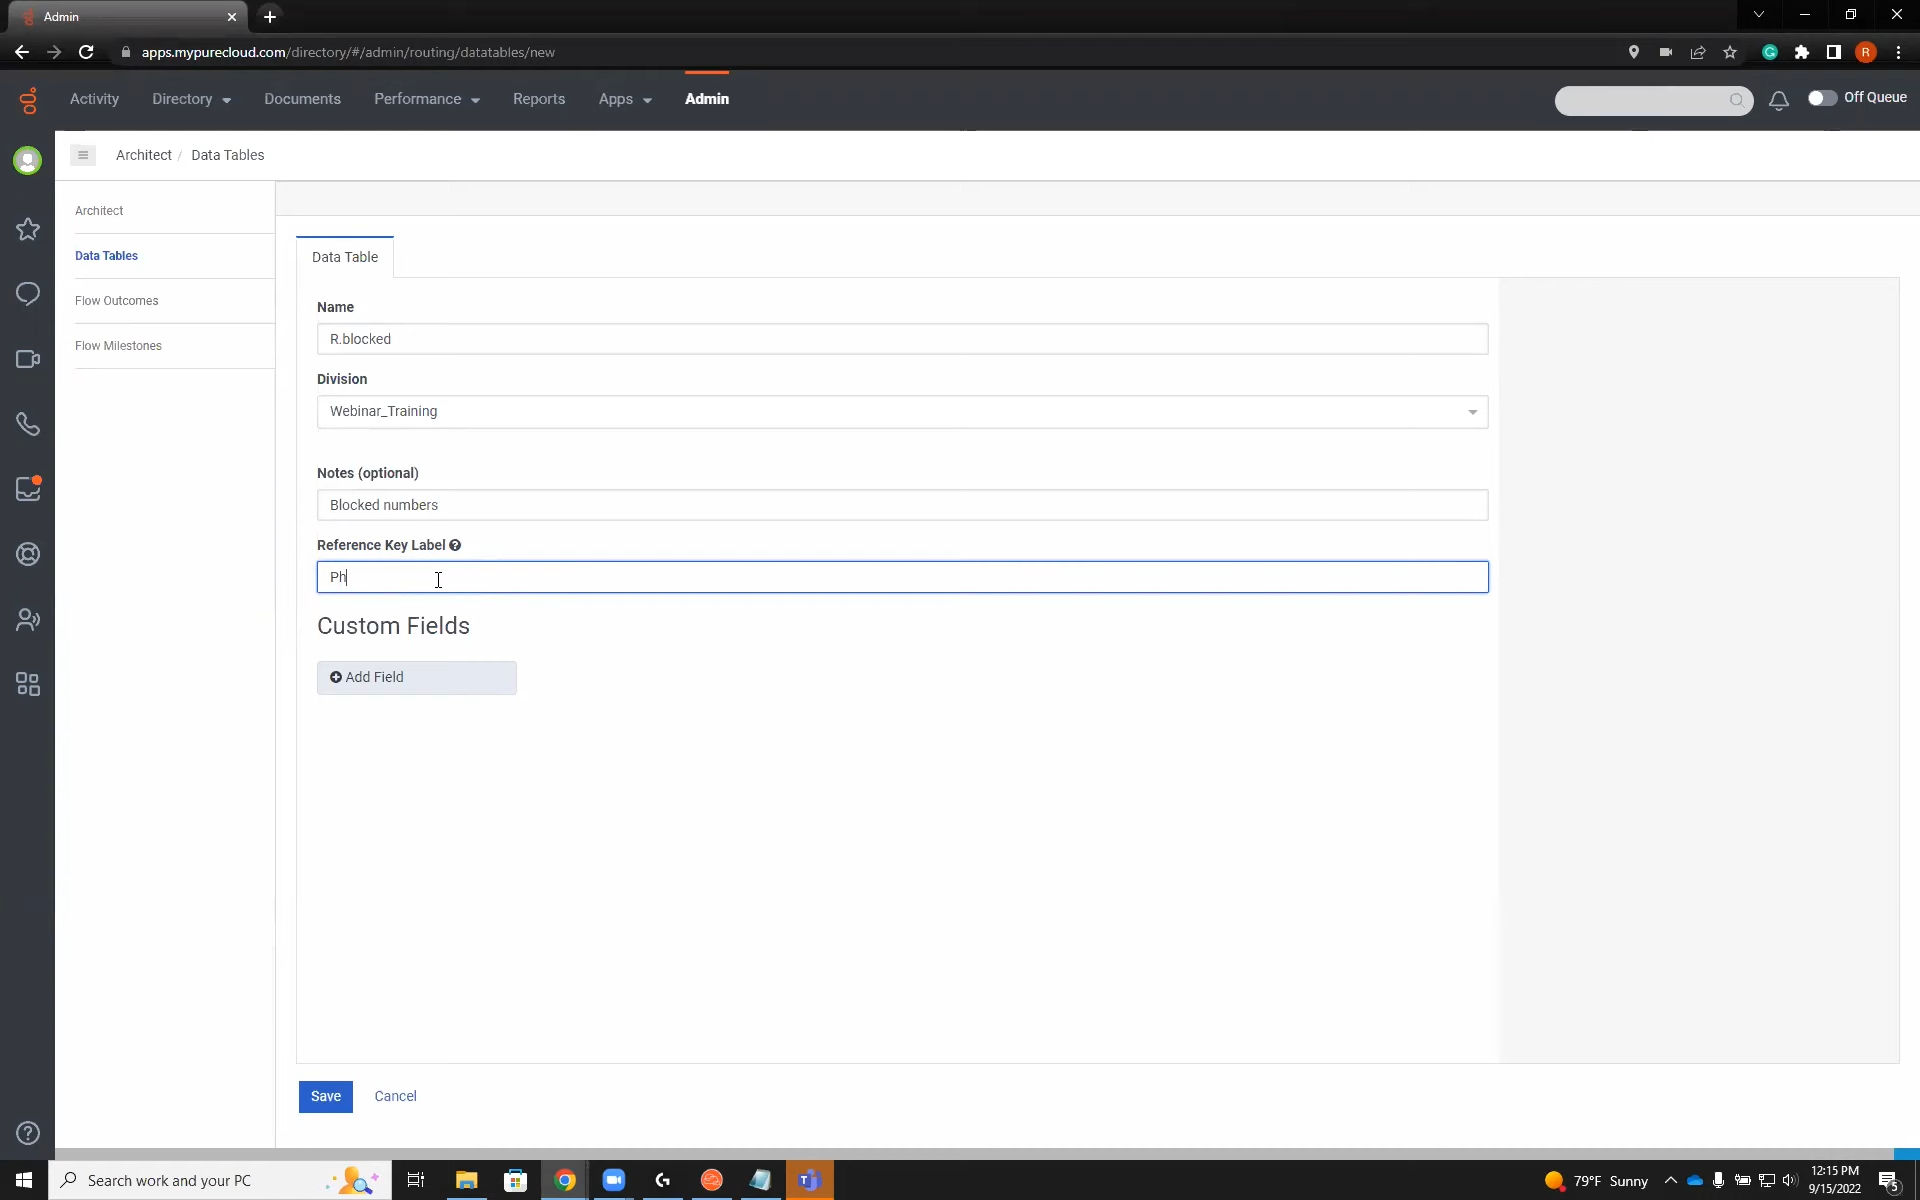 Admin
apps.mypurecloud.com/directory/#/admin/routing/datatables/new
R
Activity
Directory
Documents
Performance
Reports
Apps
Admin
Off Queue
Architect / Data Tables
Architect
Data Tables
Flow Outcomes
Flow Milestones
Data Table
Name
R.blocked
Division
Webinar_Training
Notes (optional)
Blocked numbers
Reference Key Label
Ph
Custom Fields
Add Field
Save
Cancel
Search work and your PC
79°F Sunny
12:15 PM
9/15/2022
5